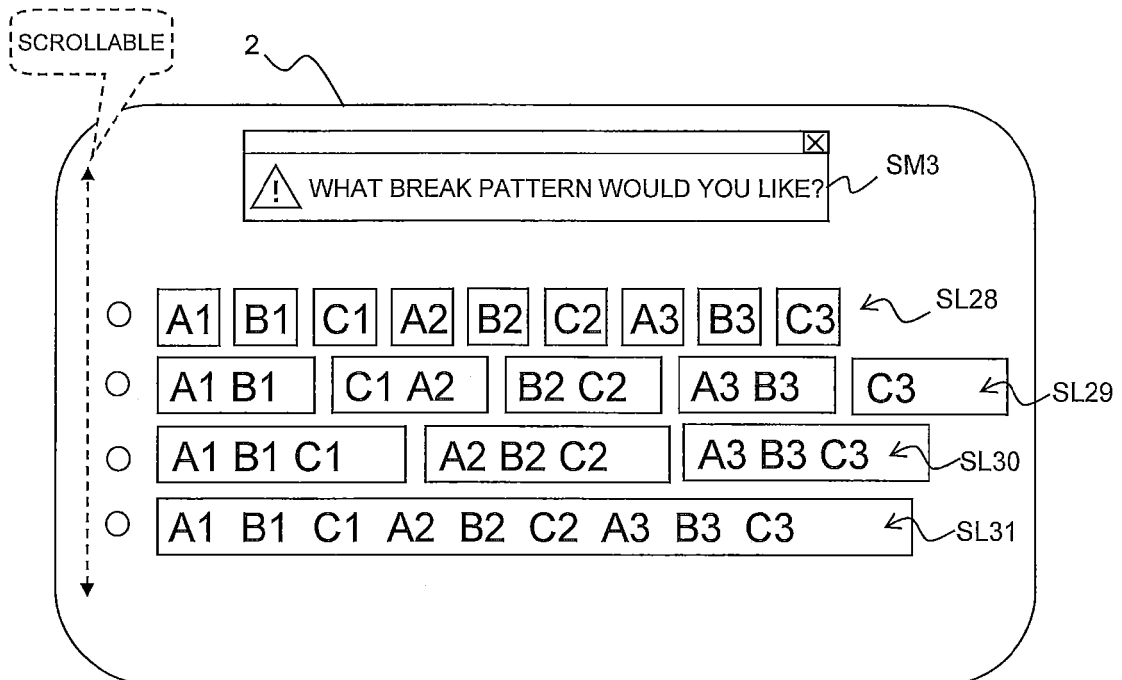 SCROLLABLE
2
! WHAT BREAK PATTERN WOULD YOU LIKE?
SM3
A1 B1 C1 A2 B2 C2 A3 B3 C3
SL28
A1 B1 C1 A2 B2 C2 A3 B3 C3
SL29
A1 B1 C1 A2 B2 C2 A3 B3 C3
SL30
A1 B1 C1 A2 B2 C2 A3 B3 C3
SL31